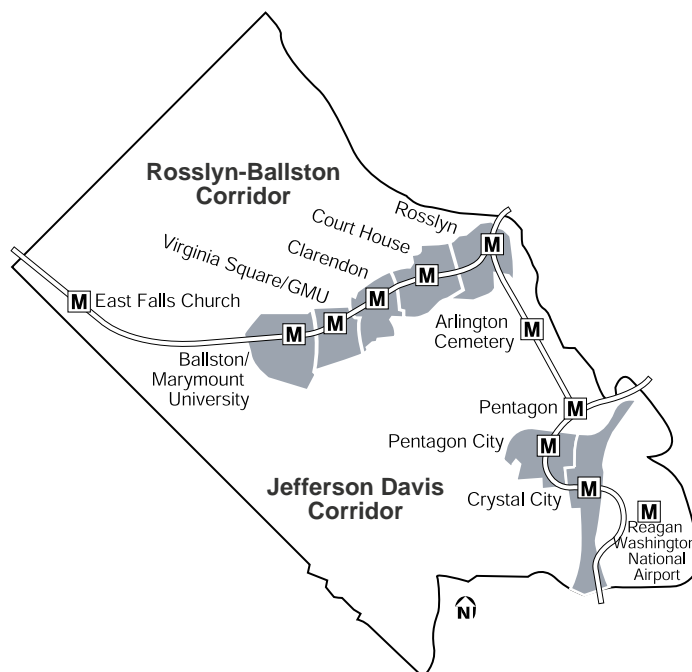 Rosslyn-Ballston
Corridor
Rosslyn
Court House
Clarendon
Virginia Square/GMU
M
M
M
M
M
M East Falls Church
Ballston/
Marymount
University
Arlington
Cemetery
M
Pentagon
M
Pentagon City
M
Jefferson Davis
Corridor
Crystal City
M
M
Reagan
Washington
National
Airport
N